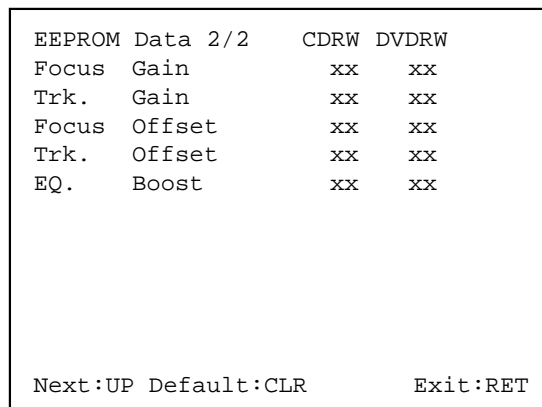 EEPROM Data 2/2 CDRW DVDRW
Focus Gain xx xx
Trk. Gain xx xx
Focus Offset xx xx
Trk. Offset xx xx
EQ. Boost xx xx
Next:UP Default:CLR Exit:RET